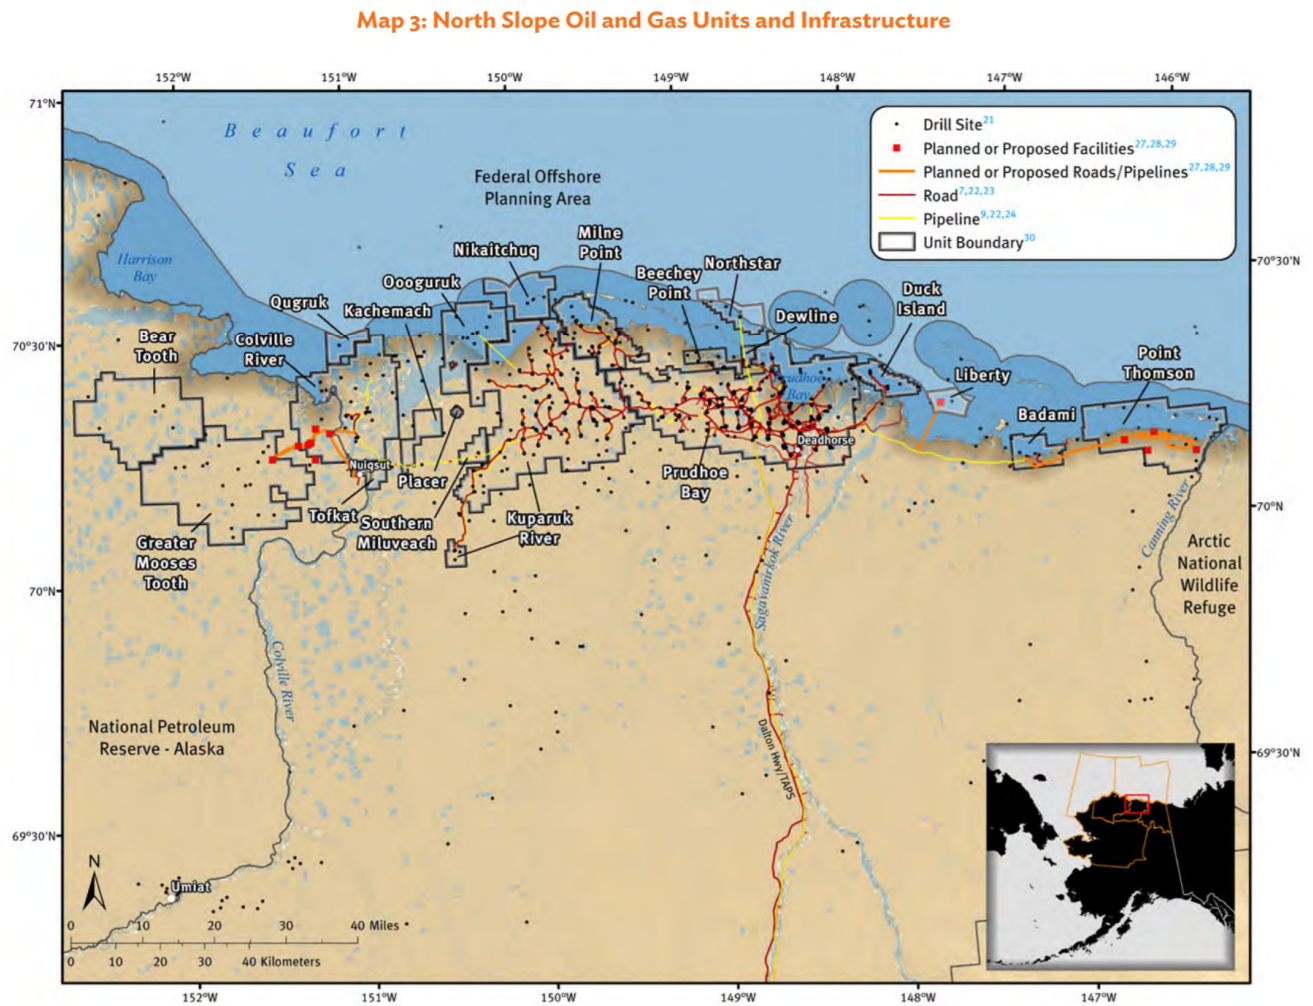 Map 3: North Slope Oil and Gas Units and Infrastructure
152°W 151°W 150°W 149°W 148°W 147°W 146°W
71°N
Beaufort
Sea
Federal Offshore
Planning Area
Drill Site21
Planned or Proposed Facilities27,28,29
Planned or Proposed Roads/Pipelines27,28,29
Road7,22,23
Pipeline9,22,24
Unit Boundary30
Harrison
Bay
Nikaitchuq
Milne
Point
Oooguruk
Beechey
Point
Northstar
Qugruk
Kachemach
Duck
Island
Dewline
70°30'N
70°30'N
Bear
Tooth
Colville
River
Prudhoe
Bay
Liberty
Point
Thomson
Badami
Deadhorse
Nuiqsut
Placer
Prudhoe
Bay
Tofkat
Southern
Miluveach
Kuparuk
River
Greater
Mooses
Tooth
70°N
70°N
Sagavanirkok River
Canning River
Arctic
National
Wildlife
Refuge
Colville River
National Petroleum
Reserve - Alaska
Dalton Hwy/TAPS
69°30'N
69°30'N
N
Umiat
0 10 20 30 40 Miles
0 10 20 30 40 Kilometers
152°W 151°W 150°W 149°W 148°W 147°W